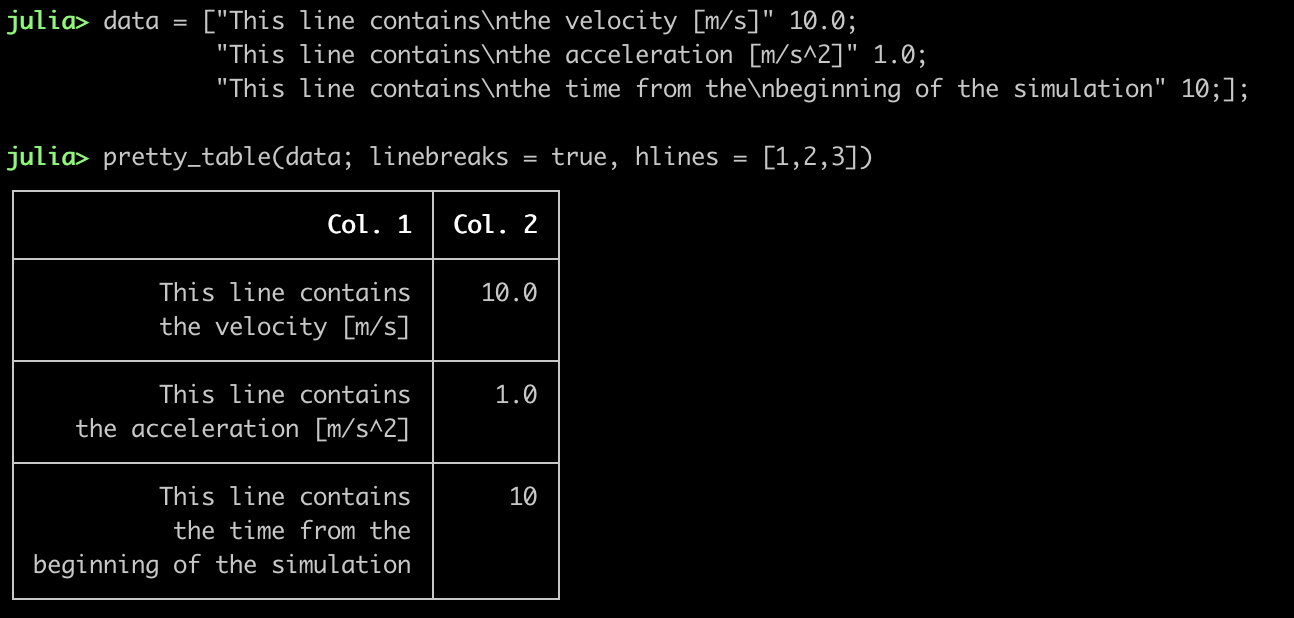 julia> data = ["This line contains\nthe velocity [m/s]" 10.0;
"This line contains\nthe acceleration [m/s^2]" 1.0;
"This line contains\nthe time from the\nbeginning of the simulation" 10;];
julia> pretty_table(data; linebreaks = true, hlines = [1,2,3])
Col. 1 Col. 2
This line contains 10.0
the velocity [m/s]
This line contains 1.0
the acceleration [m/s^2]
This line contains 10
the time from the
beginning of the simulation